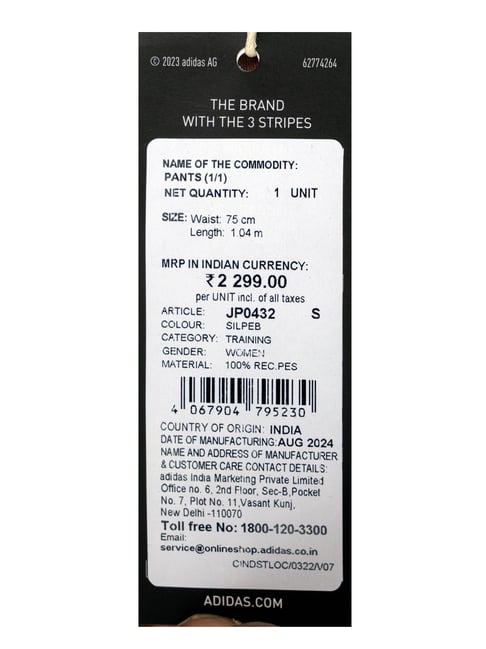 © 2023 adidas AG 62774264
THE BRAND
WITH THE 3 STRIPES
NAME OF THE COMMODITY:
PANTS (1/1)
NET QUANTITY: 1 UNIT
SIZE: Waist: 75 cm
Length: 1.04 m
MRP IN INDIAN CURRENCY:
₹2 299.00
per UNIT incl. of all taxes
ARTICLE: JP0432 S
COLOUR: SILPEB
CATEGORY: TRAINING
GENDER: WOMEN
MATERIAL: 100% REC.PES
4 067904 795230
COUNTRY OF ORIGIN: INDIA
DATE OF MANUFACTURING:AUG 2024
NAME AND ADDRESS OF MANUFACTURER
& CUSTOMER CARE CONTACT DETAILS:
adidas India Marketing Private Limited
Office no. 6, 2nd Floor, Sec-B,Pocket
No. 7, Plot No. 11,Vasant Kunj,
New Delhi -110070
Toll free No: 1800-120-3300
Email:
service@onlineshop.adidas.co.in
CINDSTLOC/0322/V07
ADIDAS.COM